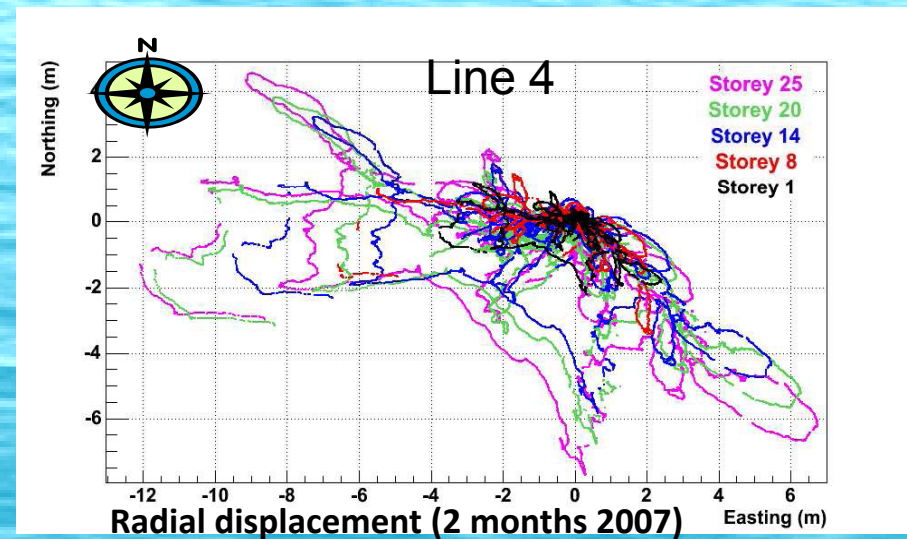 N
Line 4
Northing (m)
Storey 25
Storey 20
Storey 14
Storey 8
Storey 1
4
2
0
-2
-4
-6
-12 -10 -8 -6 -4 -2 0 2 4 6
Radial displacement (2 months 2007)
Easting (m)